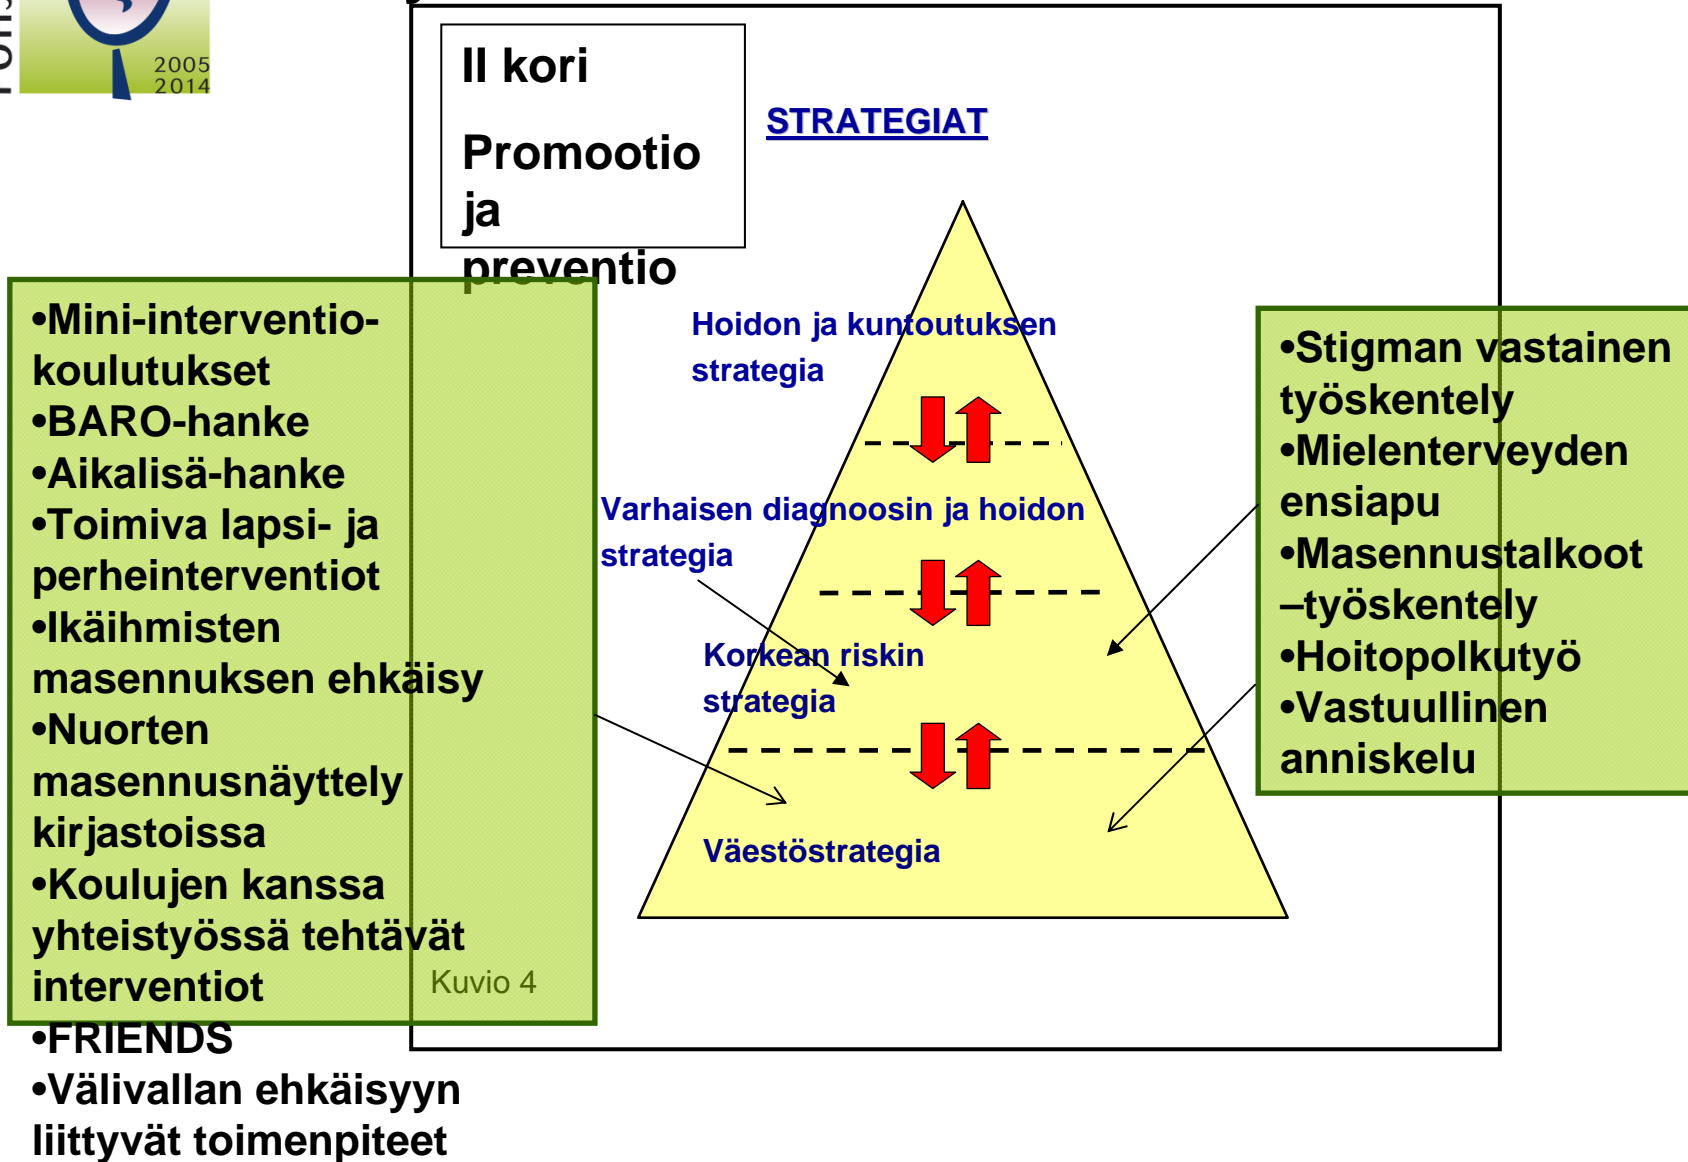 2005
2014
II kori
Promootio
ja
preventio
STRATEGIAT
•Mini-interventio-
koulutukset
•BARO-hanke
•Aikalisä-hanke
•Toimiva lapsi- ja
perheinterventiot
•Ikäihmisten
masennuksen ehkäisy
•Nuorten
masennusnäyttely
kirjastoissa
•Koulujen kanssa
yhteistyössä tehtävät
interventiot
•FRIENDS
•Välivallan ehkäisyyn
liittyvät toimenpiteet
Hoidon ja kuntoutuksen
strategia
Varhaisen diagnoosin ja hoidon
strategia
Korkean riskin
strategia
Väestöstrategia
•Stigman vastainen
työskentely
•Mielenterveyden
ensiapu
•Masennustalkoot
–työskentely
•Hoitopolkutyö
•Vastuullinen
anniskelu
Kuvio 4